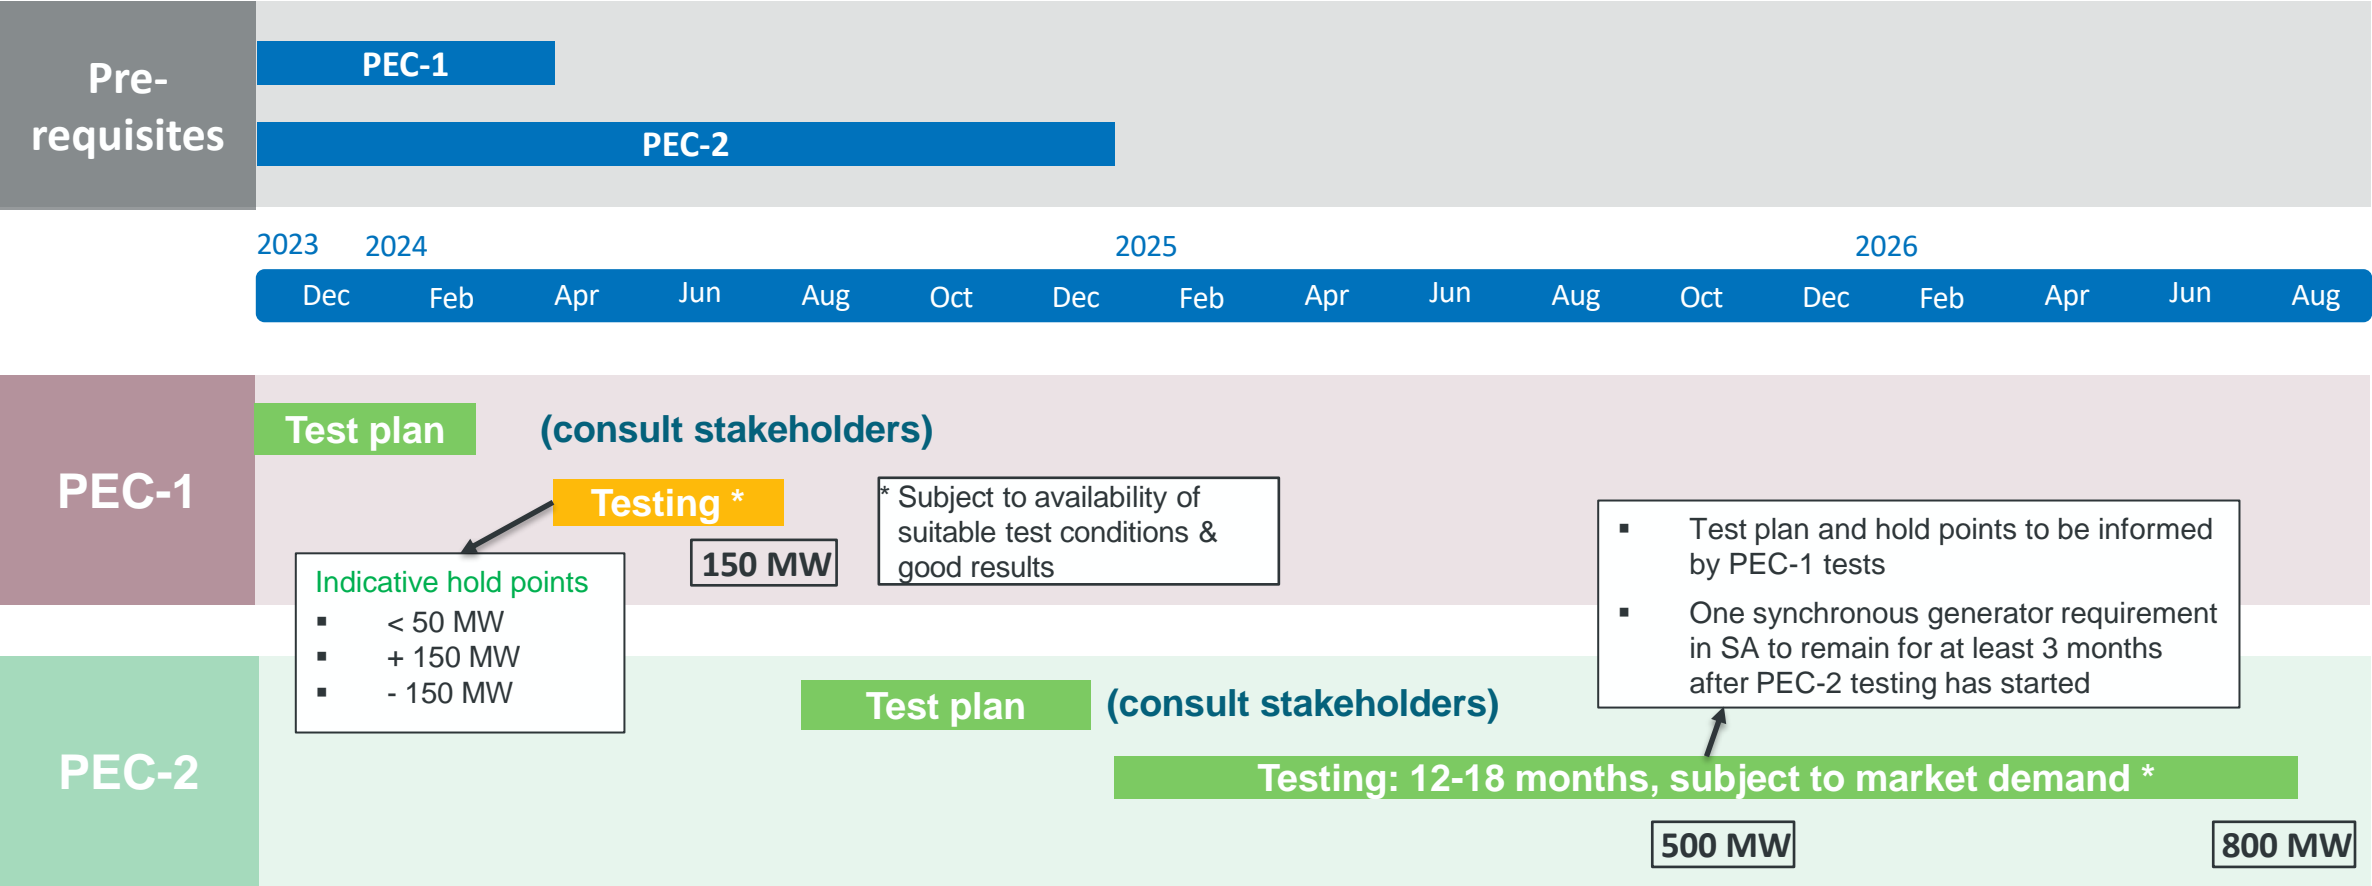 Pre-
requisites
PEC-1
PEC-2
2023 2024 2025 2026
Dec Feb Apr Jun Aug Oct Dec Feb Apr Jun Aug Oct Dec Feb Apr Jun Aug
PEC-1
Test plan (consult stakeholders)
Testing *
150 MW
* Subject to availability of
suitable test conditions &
good results
Indicative hold points
▪ < 50 MW
▪ + 150 MW
▪ - 150 MW
▪ Test plan and hold points to be informed
by PEC-1 tests
▪ One synchronous generator requirement
in SA to remain for at least 3 months
after PEC-2 testing has started
PEC-2
Test plan (consult stakeholders)
Testing: 12-18 months, subject to market demand *
500 MW
800 MW